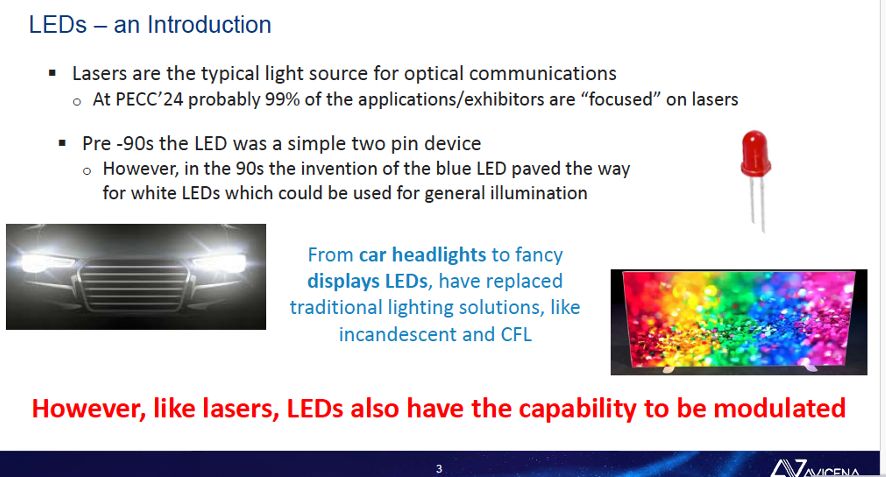 LEDs – an Introduction
▪ Lasers are the typical light source for optical communications
o At PECC’24 probably 99% of the applications/exhibitors are “focused” on lasers
▪ Pre -90s the LED was a simple two pin device
o However, in the 90s the invention of the blue LED paved the way
for white LEDs which could be used for general illumination
From car headlights to fancy
displays LEDs, have replaced
traditional lighting solutions, like
incandescent and CFL
However, like lasers, LEDs also have the capability to be modulated
3
AVICENA